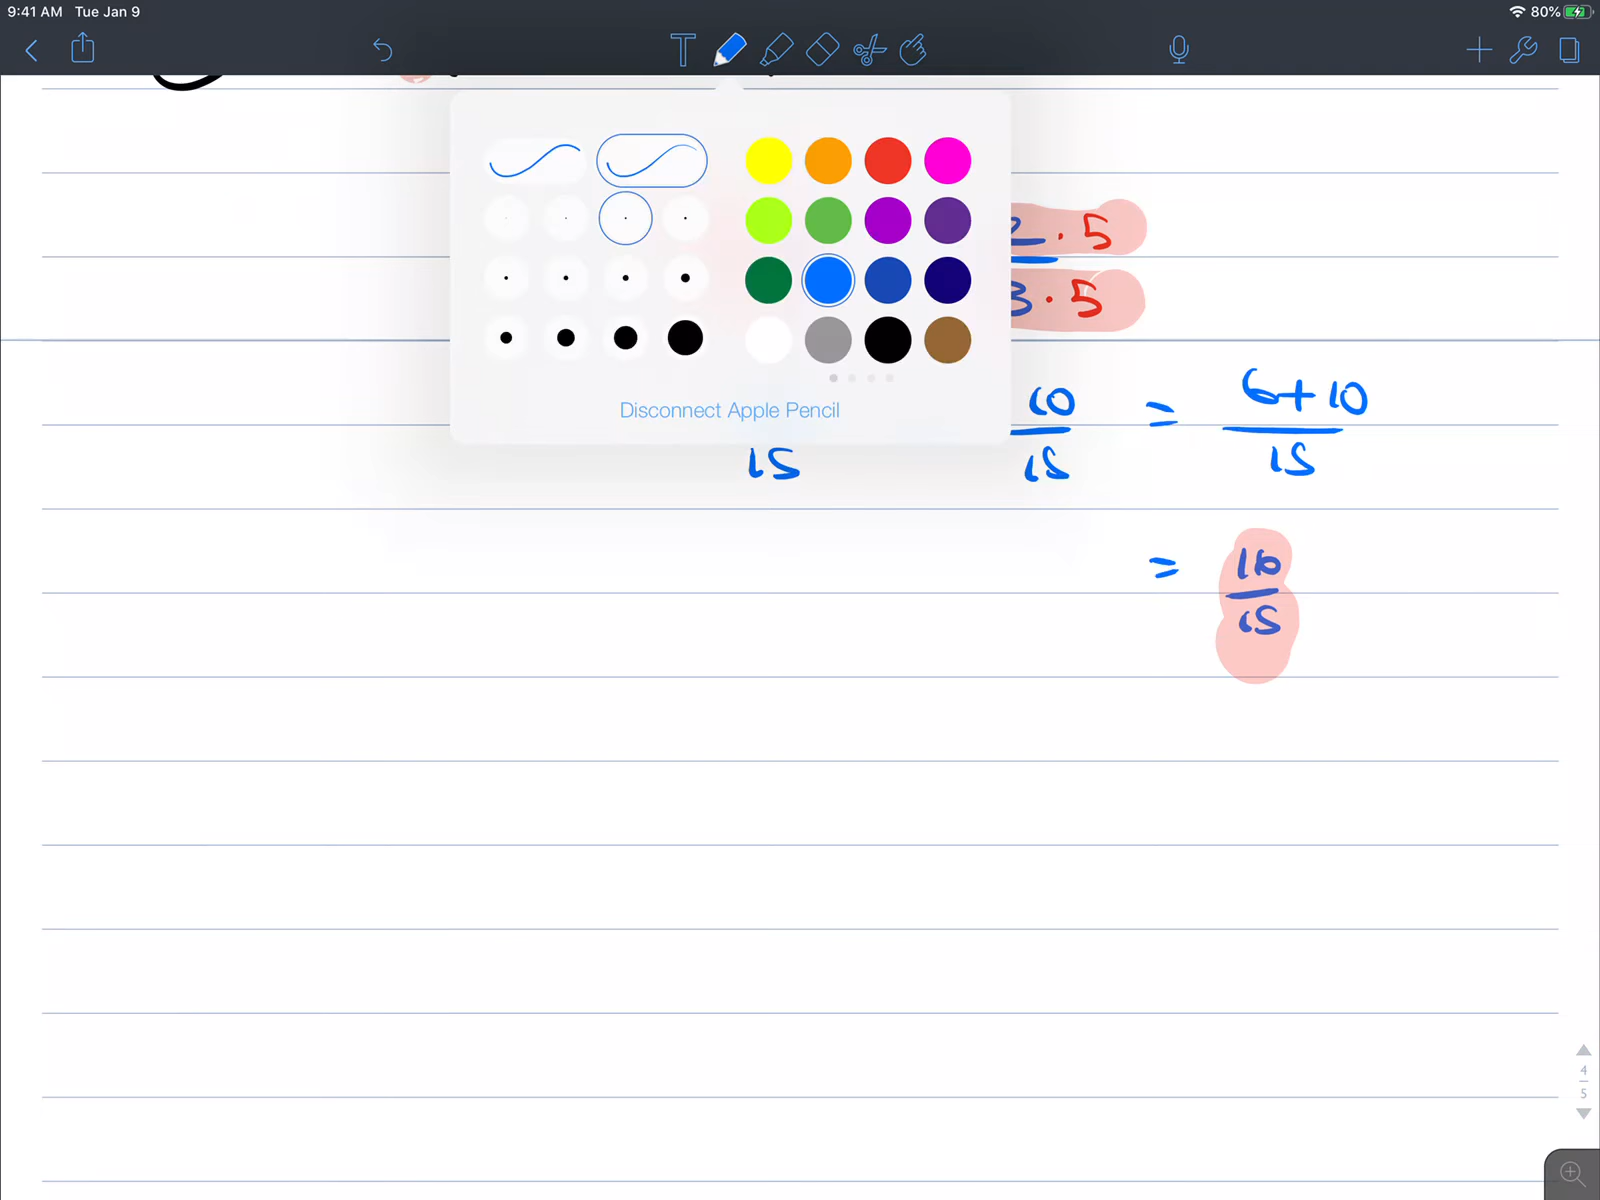 9:41 AM Tue Jan 9
80%
T
2 · 5
3 · 5
Disconnect Apple Pencil
10 = 6+10
15 15 15
= 16
15
4
5